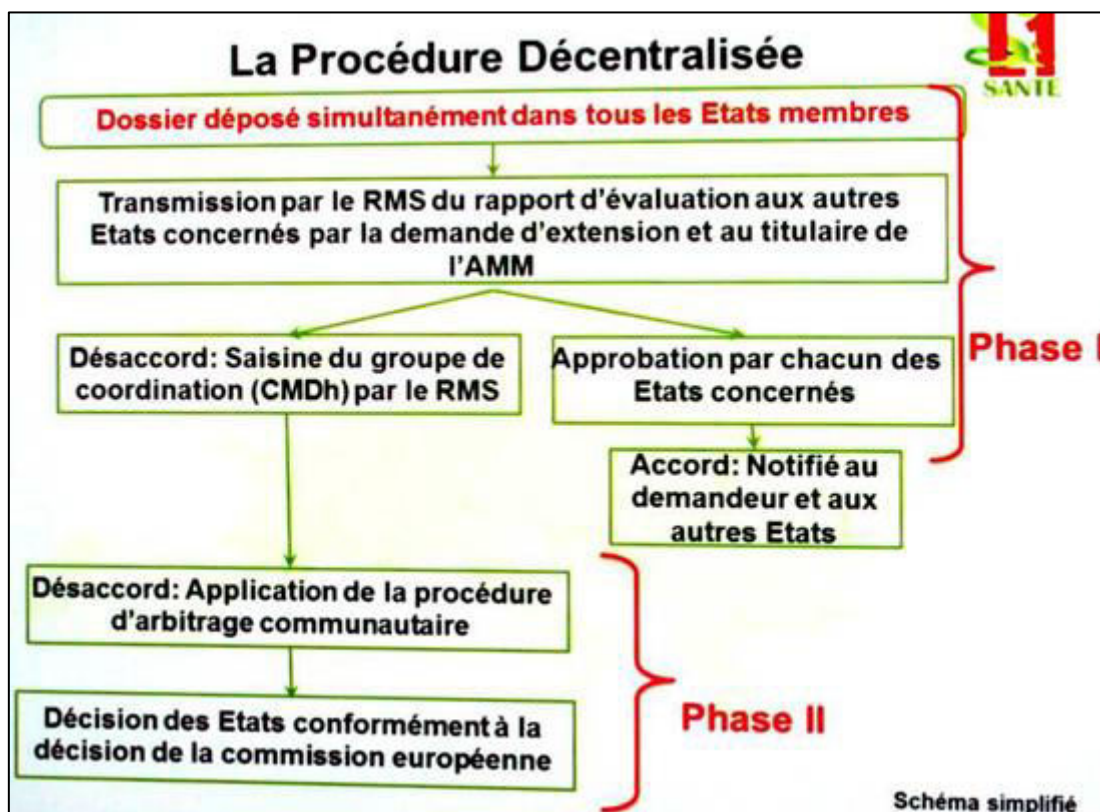 La Procédure Décentralisée
L1
SANTE
Dossier déposé simultanément dans tous les Etats membres
Transmission par le RMS du rapport d'évaluation aux autres
Etats concernés par la demande d'extension et au titulaire de
l'AMM
Désaccord: Saisine du groupe de
coordination (CMDh) par le RMS
Approbation par chacun des
Etats concernés
Phase I
Accord: Notifié au
demandeur et aux
autres Etats
Désaccord: Application de la procédure
d'arbitrage communautaire
Décision des Etats conformément à la
décision de la commission européenne
Phase II
Schéma simplifié